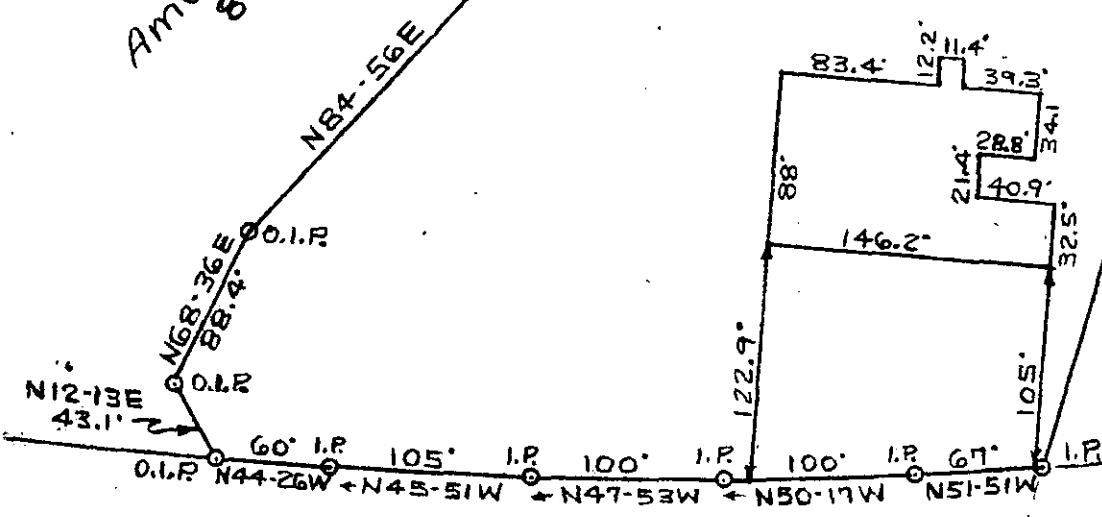 Am
8
N84-56E
O.I.P.
N68-36E
88.4'
O.I.P.
N12-13E
43.1'
O.I.P.
60'
I.P.
105'
I.P.
100'
I.P.
100'
I.P.
67'
I.P.
N44-26W
N45-51W
N47-53W
N50-17W
N51-51W
83.4'
12.2'
11.4'
39.3'
34.1
28.8'
21.4'
40.9'
32.5'
88'
146.2'
122.9'
105'